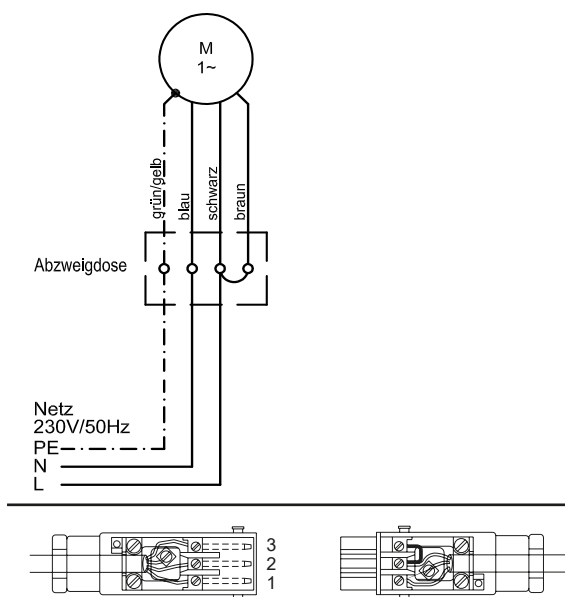 M
1~
grün/gelb
blau
schwarz
braun
Abzweigdose
Netz
230V/50Hz
PE
N
L
3
2
1